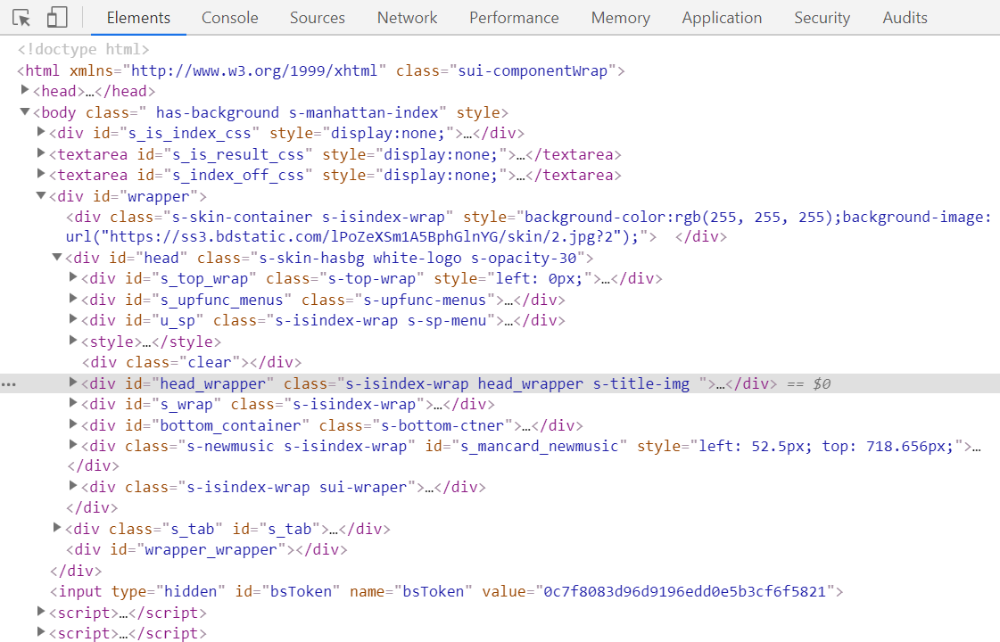 Elements Console Sources Network Performance Memory Application Security Audits
<!doctype html>
<html xmlns="http://www.w3.org/1999/xhtml" class="sui-componentWrap">
<head>…</head>
<body class=" has-background s-manhattan-index" style>
<div id="s_is_index_css" style="display:none;">…</div>
<textarea id="s_is_result_css" style="display:none;">…</textarea>
<textarea id="s_index_off_css" style="display:none;">…</textarea>
<div id="wrapper">
<div class="s-skin-container s-isindex-wrap" style="background-color:rgb(255, 255, 255);background-image:
url("https://ss3.bdstatic.com/lPoZeXSm1A5BphGlnYG/skin/2.jpg?2");"> </div>
<div id="head" class="s-skin-hasbg white-logo s-opacity-30">
<div id="s_top_wrap" class="s-top-wrap" style="left: 0px;">…</div>
<div id="s_upfunc_menus" class="s-upfunc-menus">…</div>
<div id="u_sp" class="s-isindex-wrap s-sp-menu">…</div>
<style>…</style>
<div class="clear"></div>
<div id="head_wrapper" class="s-isindex-wrap head_wrapper s-title-img ">…</div> == $0
<div id="s_wrap" class="s-isindex-wrap">…</div>
<div id="bottom_container" class="s-bottom-ctner">…</div>
<div class="s-newmusic s-isindex-wrap" id="s_mancard_newmusic" style="left: 52.5px; top: 718.656px;">…
</div>
<div class="s-isindex-wrap sui-wraper">…</div>
</div>
<div class="s_tab" id="s_tab">…</div>
<div id="wrapper_wrapper"></div>
</div>
<input type="hidden" id="bsToken" name="bsToken" value="0c7f8083d96d9196edd0e5b3cf6f5821">
<script>…</script>
<script>…</script>